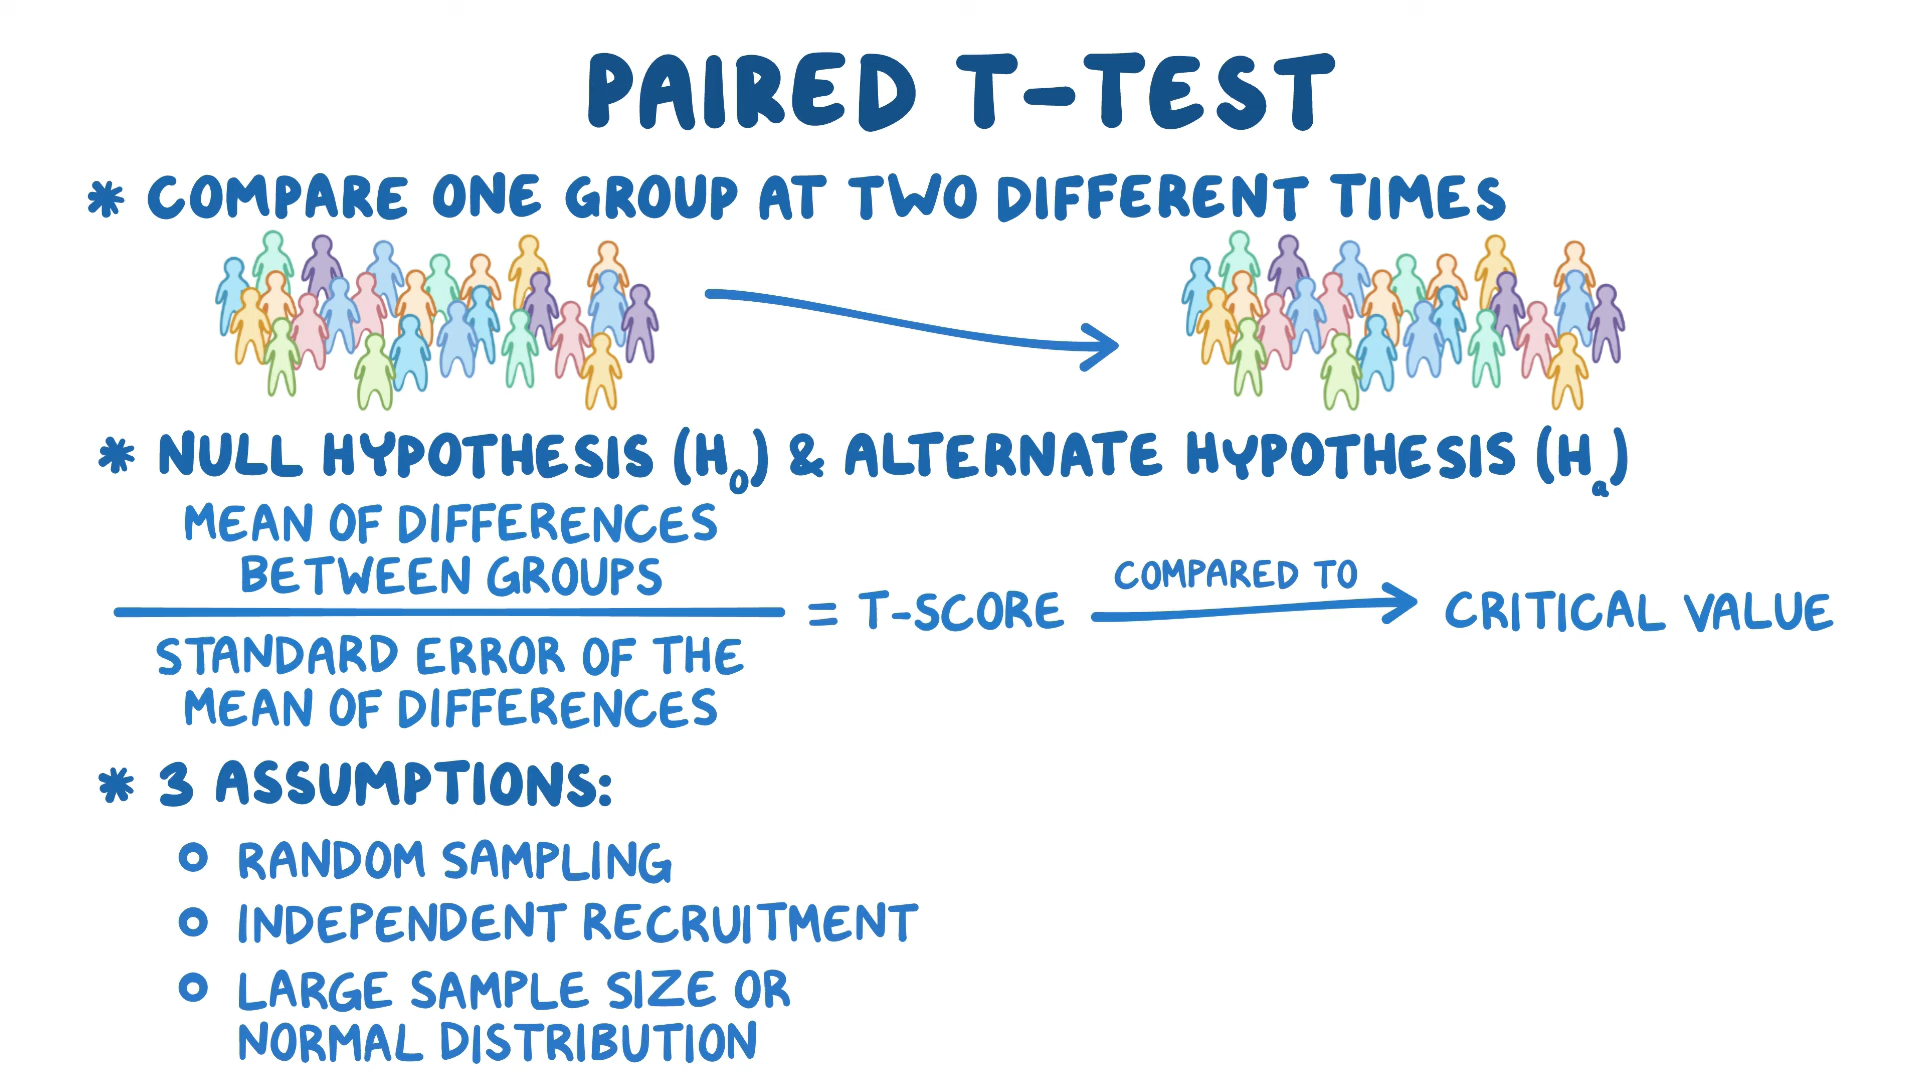 PAIRED T-TEST
* COMPARE ONE GROUP AT TWO DIFFERENT TIMES
* NULL HYPOTHESIS (H₀) & ALTERNATE HYPOTHESIS (Hₐ)
MEAN OF DIFFERENCES
BETWEEN GROUPS
STANDARD ERROR OF THE
MEAN OF DIFFERENCES
= T-SCORE
COMPARED TO
CRITICAL VALUE
* 3 ASSUMPTIONS:
○ RANDOM SAMPLING
○ INDEPENDENT RECRUITMENT
○ LARGE SAMPLE SIZE OR
NORMAL DISTRIBUTION